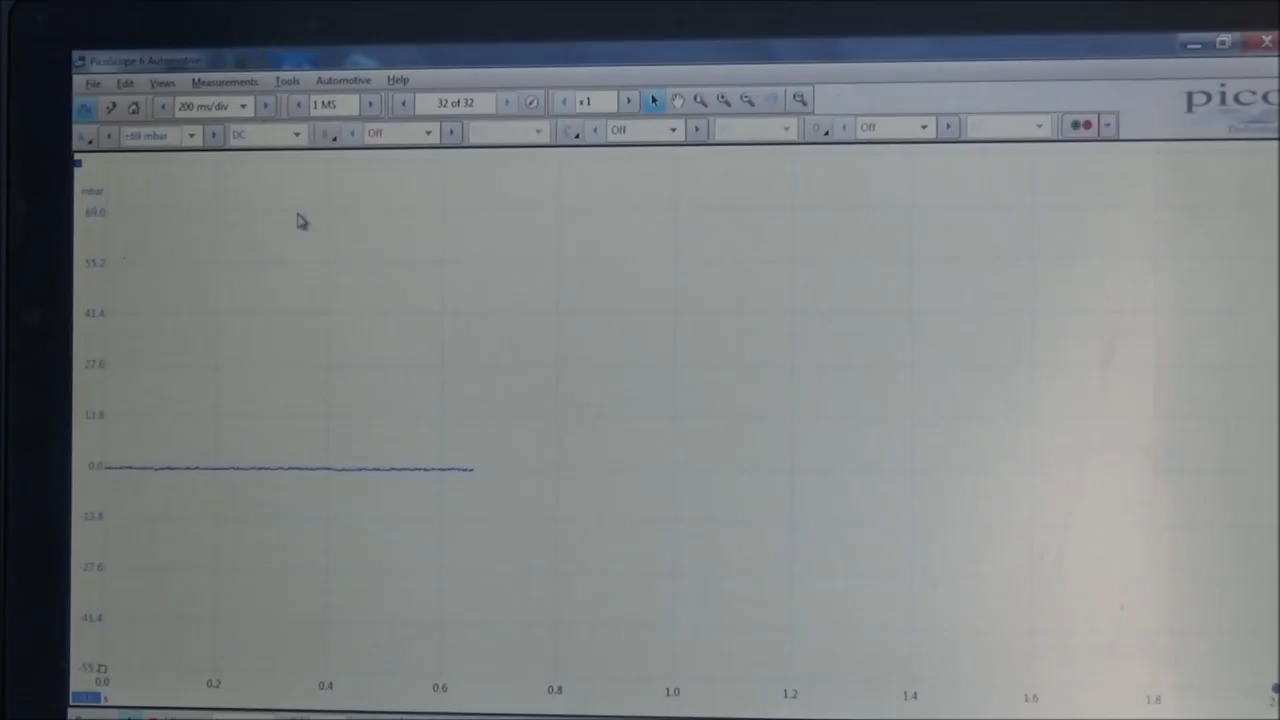 PicoScope 6 Automotive
File Edit Views Measurements Tools Automotive Help
200 ms/div 1 MS 32 of 32 x1
pico
A DC B Off C Off D Off
mbar
69.0
55.2
41.4
27.6
13.8
0.0
-13.8
-27.6
-41.4
0.0 0.2 0.4 0.6 0.8 1.0 1.2 1.4 1.6 1.8
s